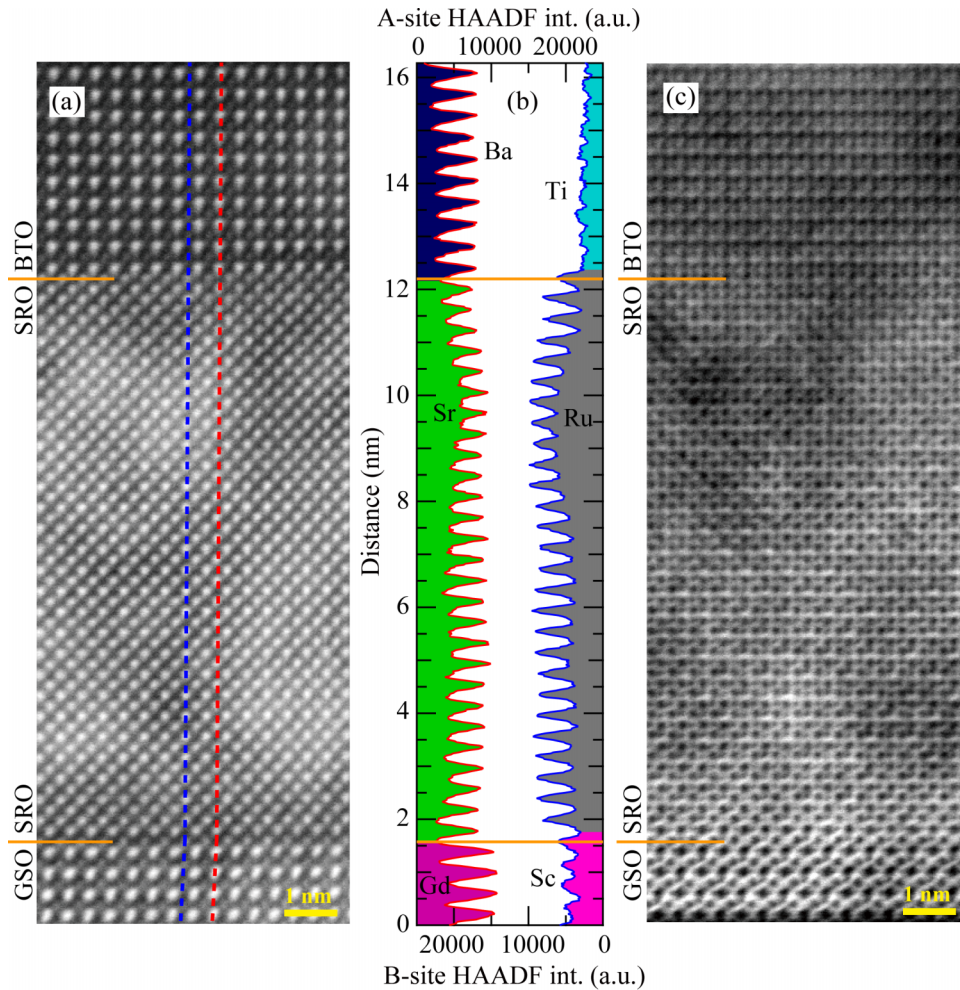 A-site HAADF int. (a.u.)
0 10000 20000
(a)
(b)
(c)
16
14
12
10
8
6
4
2
0
Distance (nm)
Ba
Ti
Sr
Ru
Gd
Sc
BTO
SRO
SRO
GSO
BTO
SRO
SRO
GSO
1 nm
1 nm
20000 10000 0
B-site HAADF int. (a.u.)